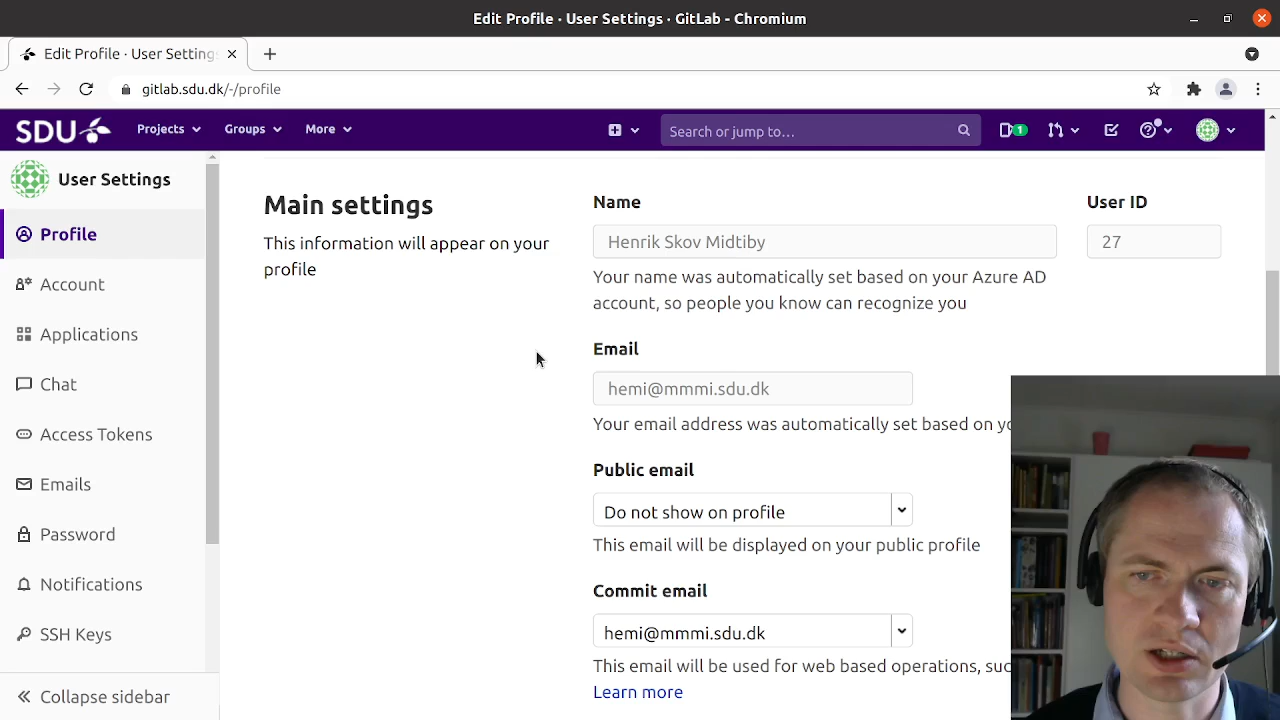 Edit Profile · User Settings · GitLab - Chromium
Edit Profile · User Settings
gitlab.sdu.dk/-/profile
SDU
Projects
Groups
More
Search or jump to…
1
User Settings
Profile
Account
Applications
Chat
Access Tokens
Emails
Password
Notifications
SSH Keys
Collapse sidebar
Main settings
This information will appear on your
profile
Name
User ID
Henrik Skov Midtiby
27
Your name was automatically set based on your Azure AD
account, so people you know can recognize you
Email
hemi@mmmi.sdu.dk
Your email address was automatically set based on
Public email
Do not show on profile
This email will be displayed on your public profile
Commit email
hemi@mmmi.sdu.dk
This email will be used for web based operations,
Learn more